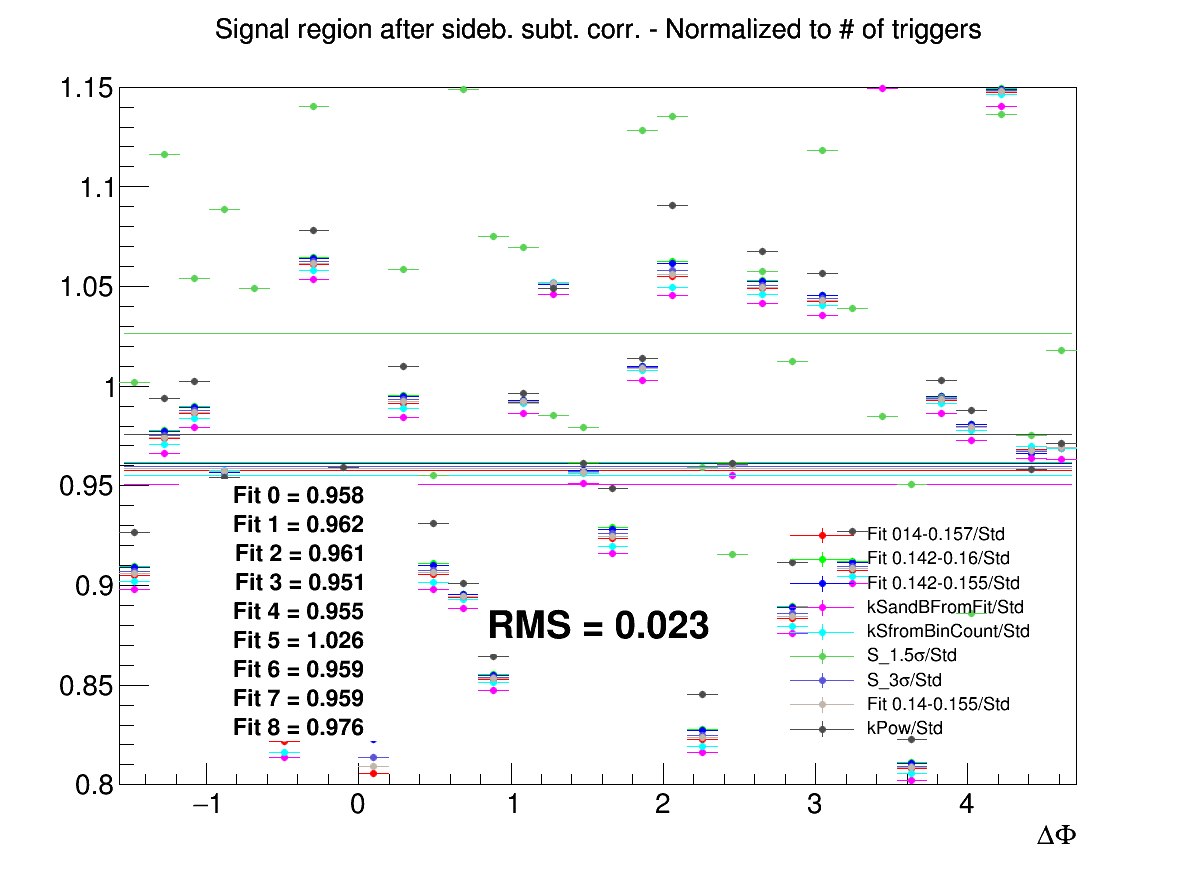 Signal region after sideb. subt. corr. - Normalized to # of triggers
1.15
1.1
1.05
1
0.95
0.9
0.85
0.8
Fit 0 = 0.958
Fit 1 = 0.962
Fit 2 = 0.961
Fit 3 = 0.951
Fit 4 = 0.955
Fit 5 = 1.026
Fit 6 = 0.959
Fit 7 = 0.959
Fit 8 = 0.976
RMS = 0.023
Fit 014-0.157/Std
Fit 0.142-0.16/Std
Fit 0.142-0.155/Std
kSandBFromFit/Std
kSfromBinCount/Std
S_1.5σ/Std
S_3σ/Std
Fit 0.14-0.155/Std
kPow/Std
−1 0 1 2 3 4
ΔΦ